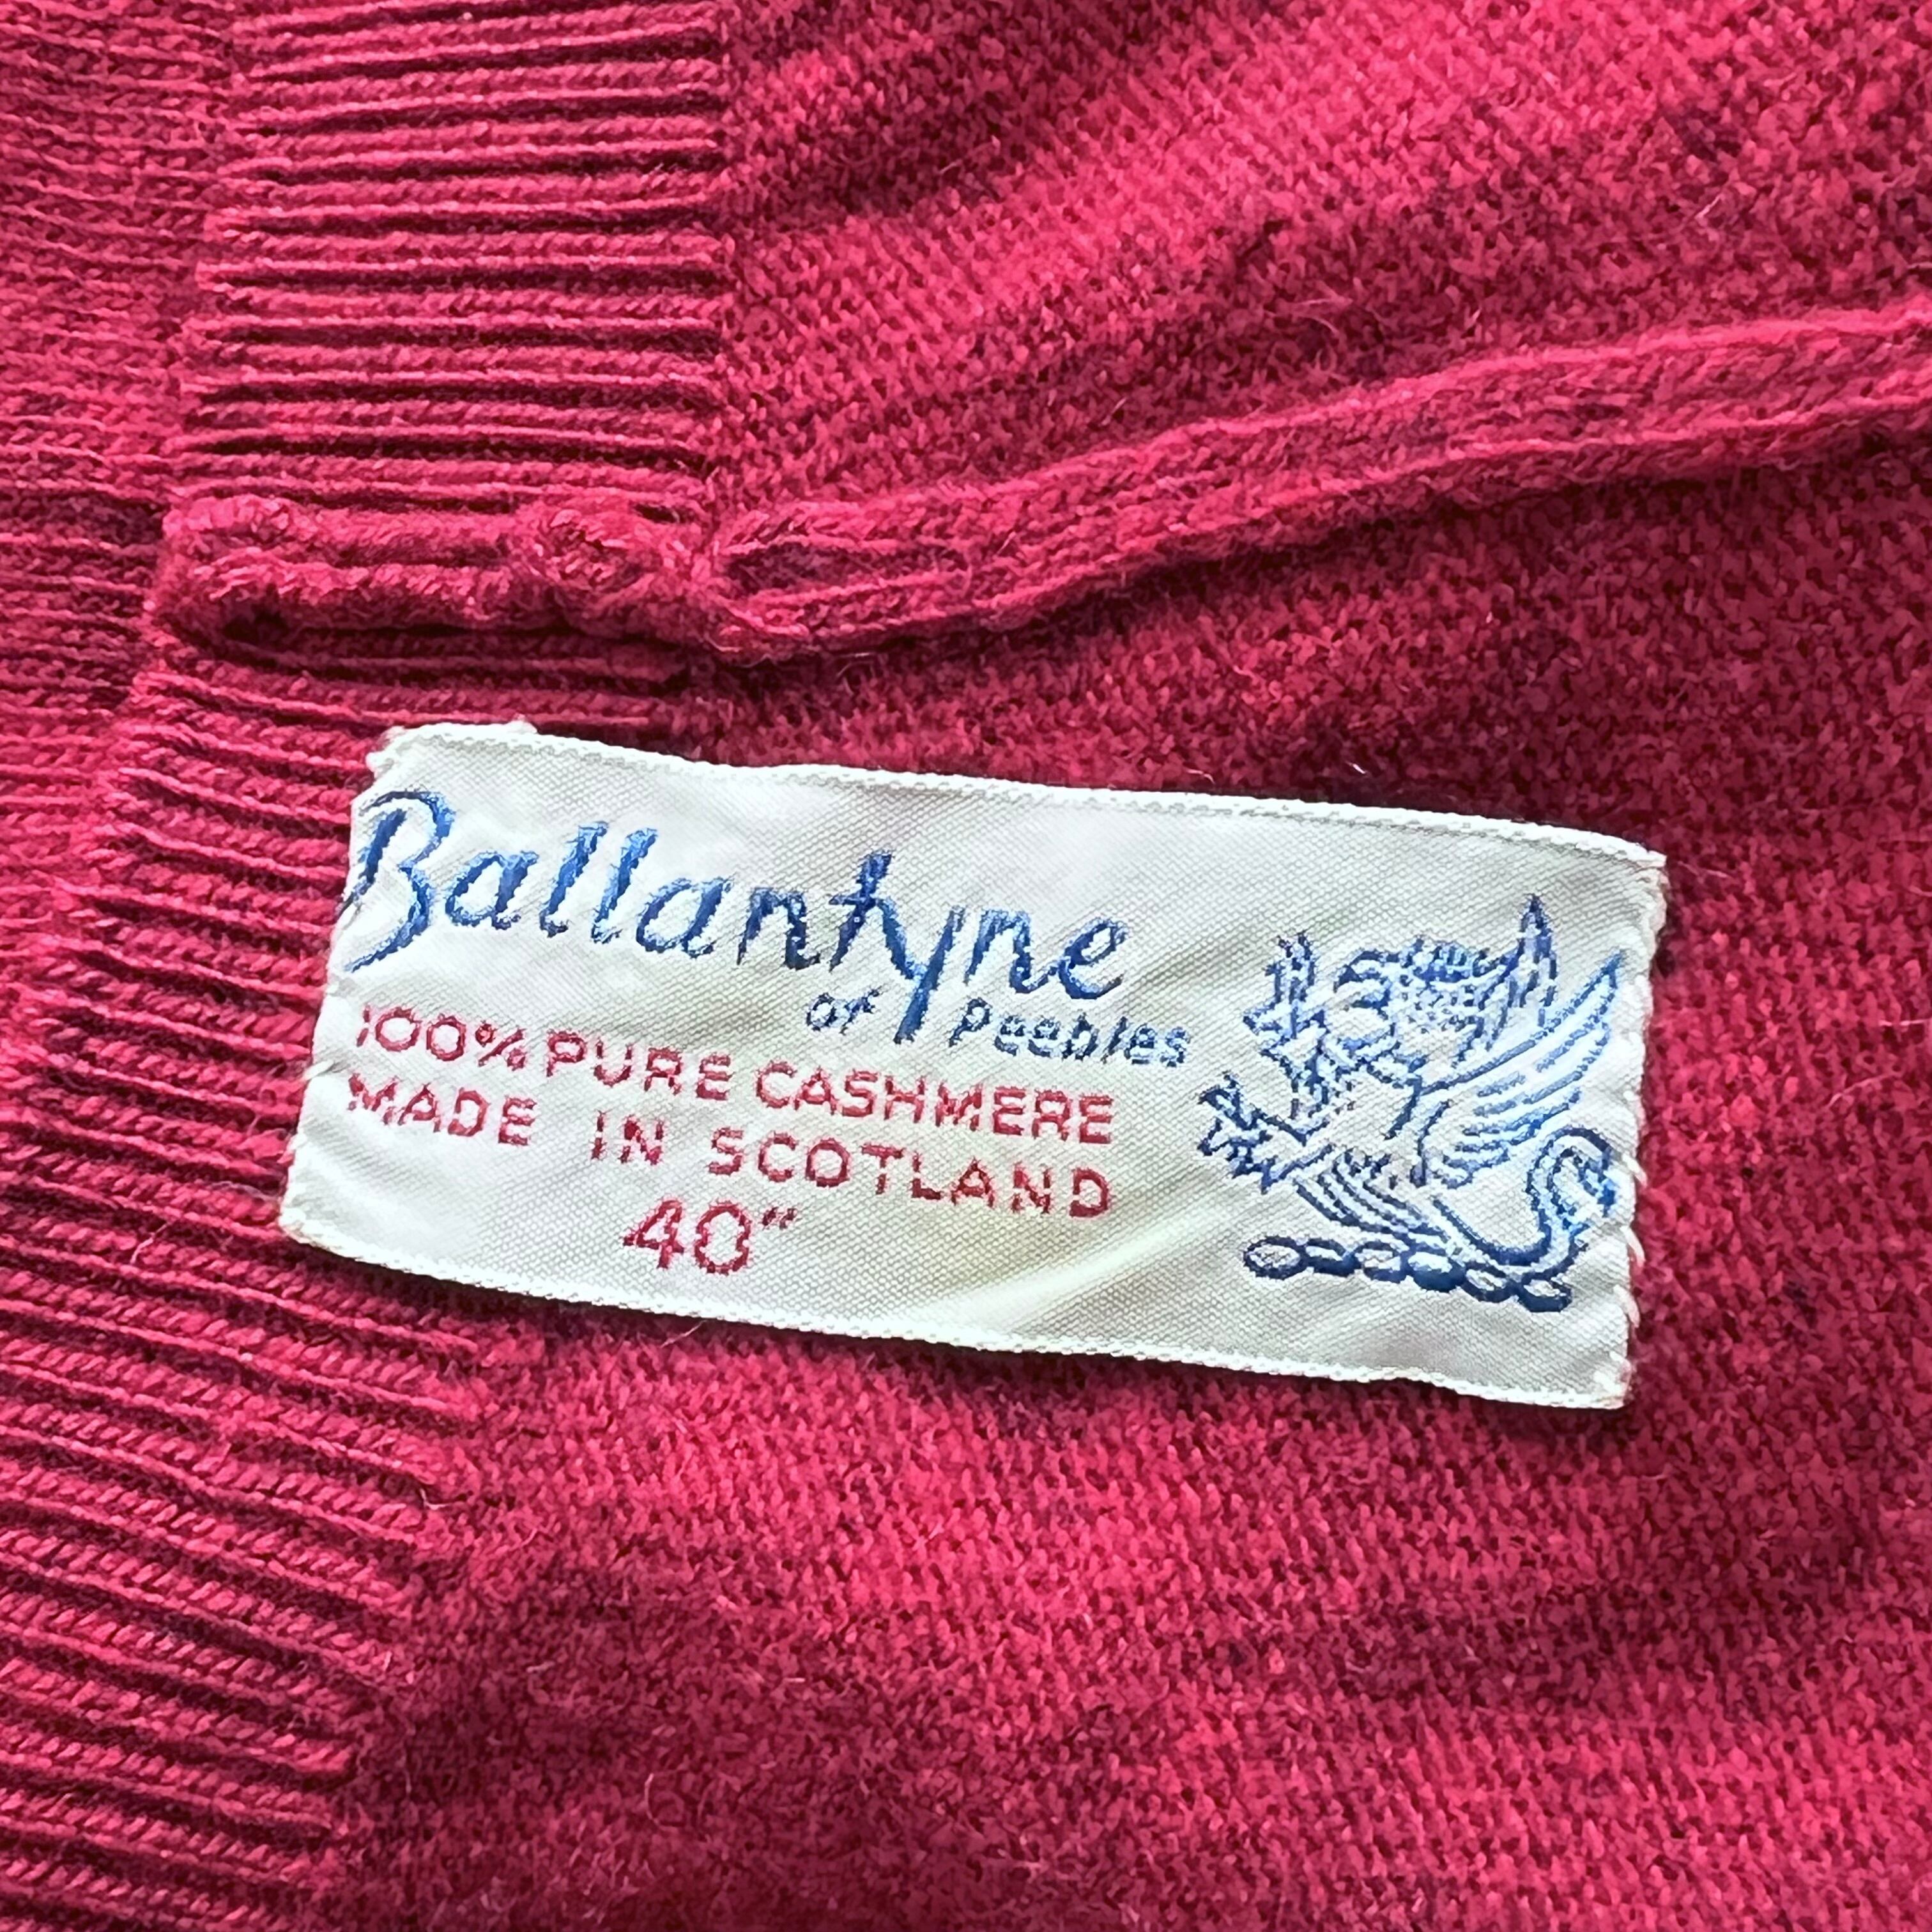 Ballantyne
of Peebles
100% PURE CASHMERE
MADE IN SCOTLAND
40"